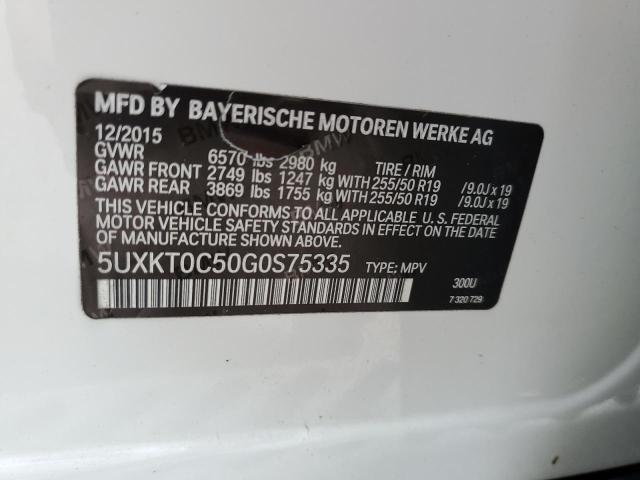 MFD BY BAYERISCHE MOTOREN WERKE AG
12/2015
GVWR 6570 lbs 2980 kg TIRE / RIM
GAWR FRONT 2749 lbs 1247 kg WITH 255/50 R19 /9.0J x 19
GAWR REAR 3869 lbs 1755 kg WITH 255/50 R19 /9.0J x 19
THIS VEHICLE CONFORMS TO ALL APPLICABLE U. S. FEDERAL
MOTOR VEHICLE SAFETY STANDARDS IN EFFECT ON THE
DATE OF MANUFACTURE SHOWN ABOVE.
5UXKT0C50G0S75335 TYPE: MPV 300U
7 320 729